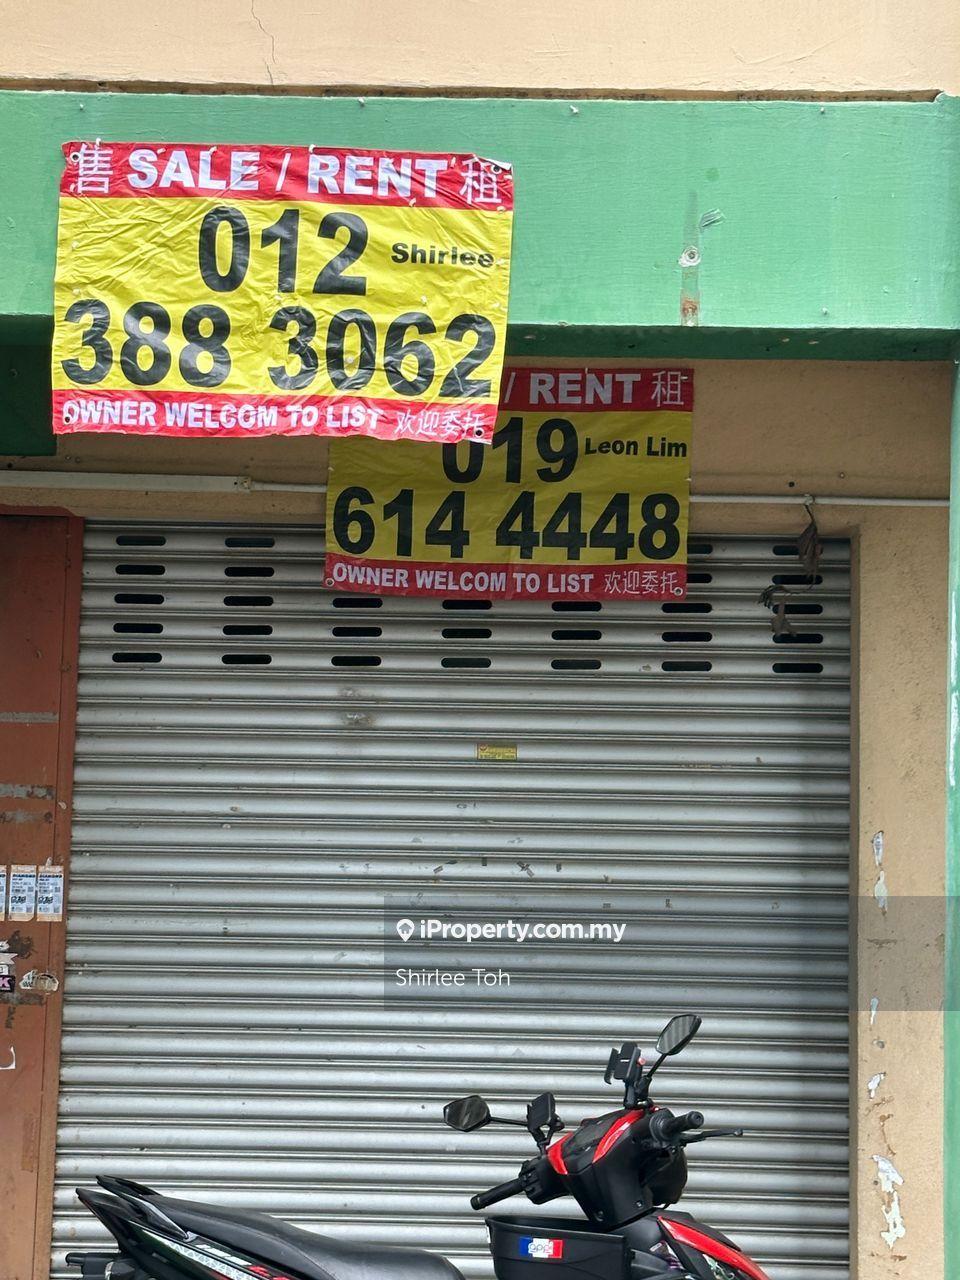 售 SALE / RENT 租
012 Shirlee
388 3062
OWNER WELCOM TO LIST 欢迎委托
/ RENT 租
019 Leon Lim
614 4448
OWNER WELCOM TO LIST 欢迎委托
iProperty.com.my
Shirlee Toh